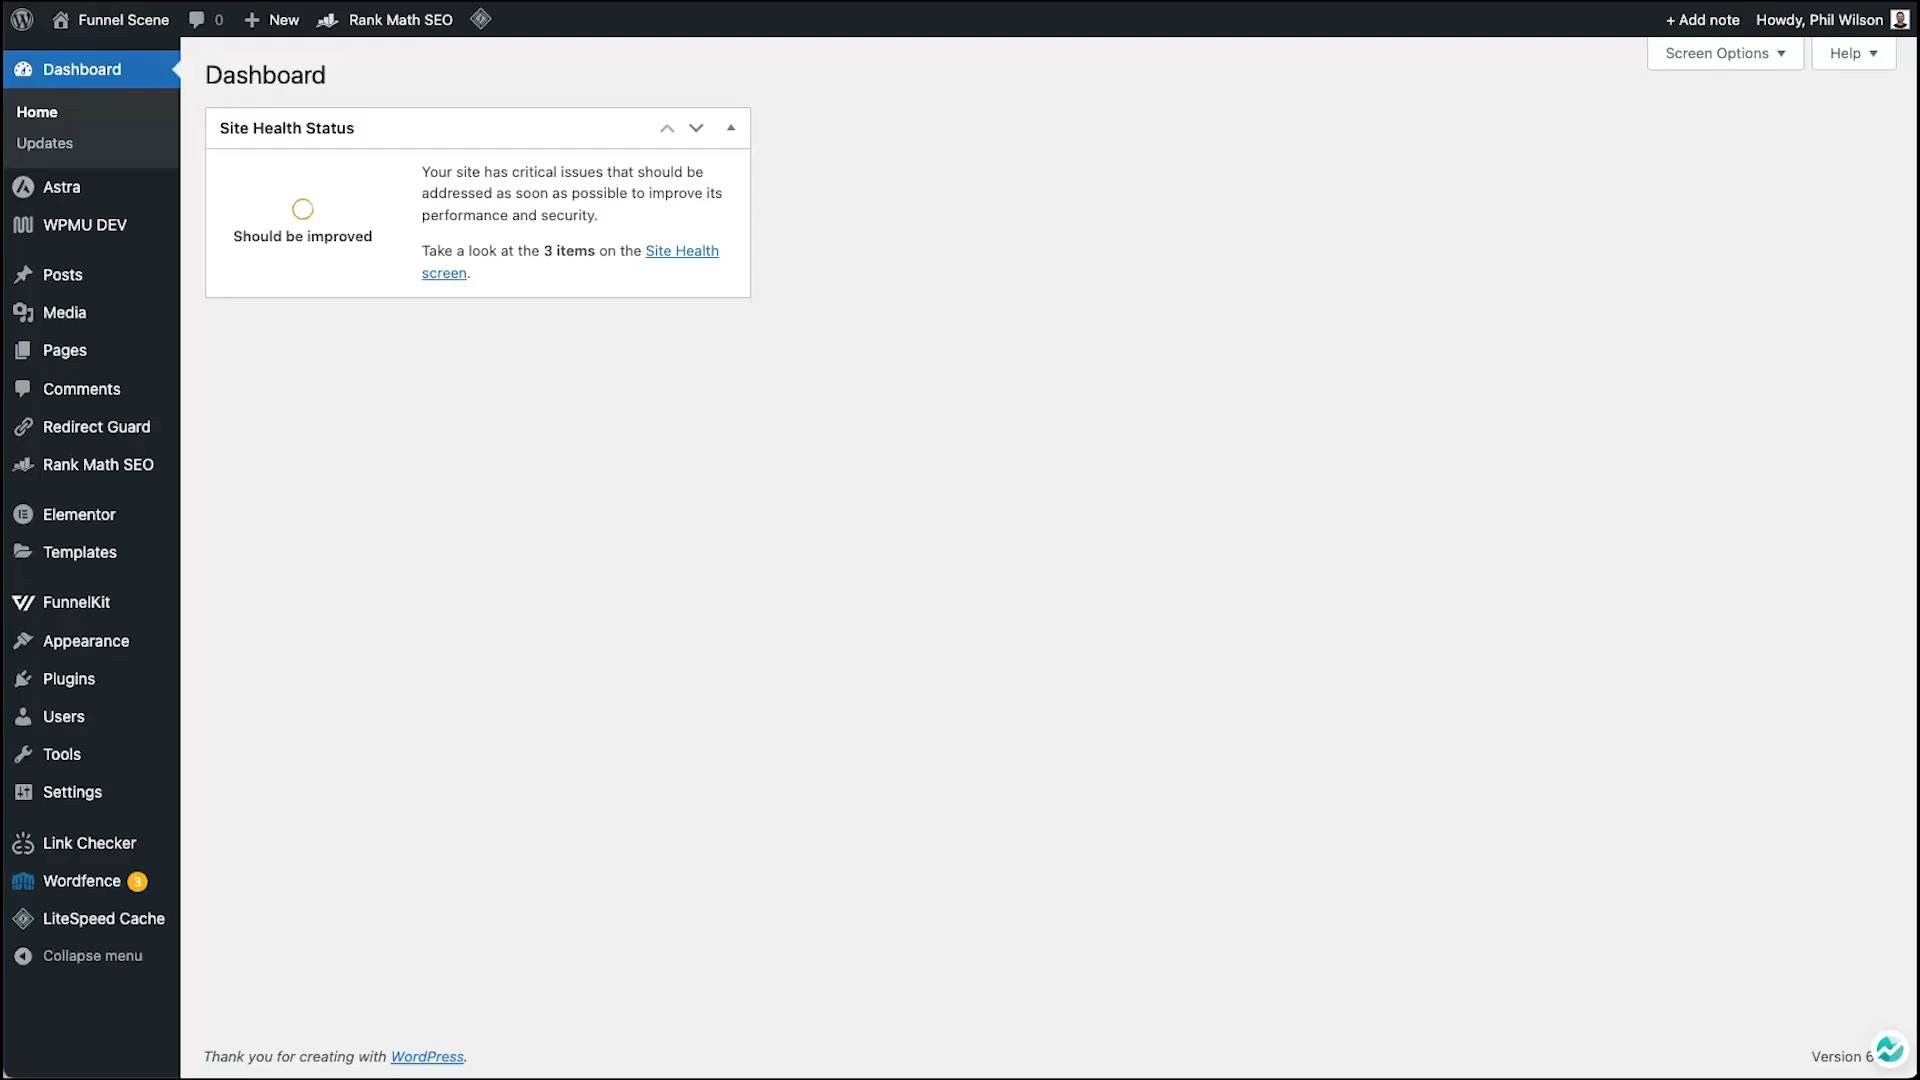 Funnel Scene
0
New
Rank Math SEO
+ Add note
Howdy, Phil Wilson
Dashboard
Home
Updates
Astra
WPMU DEV
Posts
Media
Pages
Comments
Redirect Guard
Rank Math SEO
Elementor
Templates
FunnelKit
Appearance
Plugins
Users
Tools
Settings
Link Checker
Wordfence 3
LiteSpeed Cache
Collapse menu
Screen Options
Help
Dashboard
Site Health Status
Should be improved
Your site has critical issues that should be
addressed as soon as possible to improve its
performance and security.
Take a look at the 3 items on the Site Health
screen.
Thank you for creating with WordPress.
Version 6